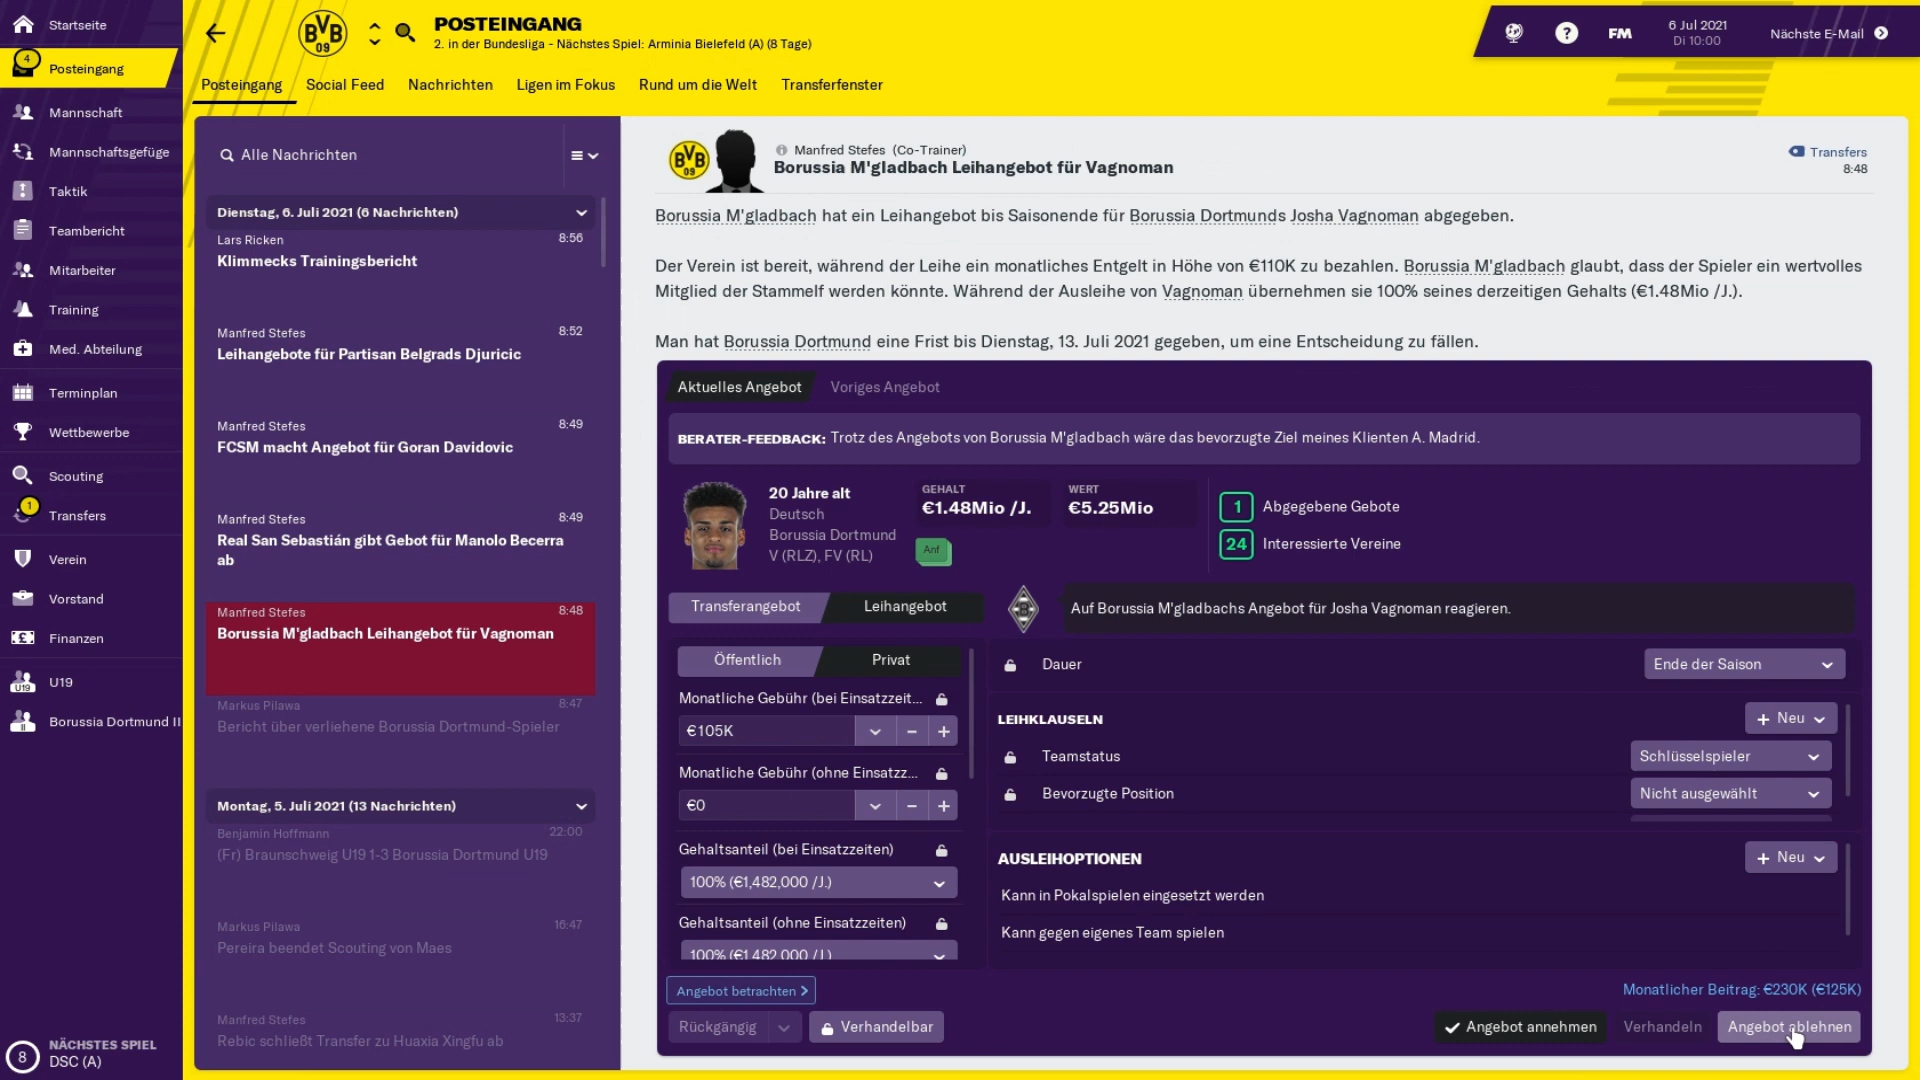 Startseite
4
Posteingang
Mannschaft
Mannschaftsgefüge
Taktik
Teambericht
Mitarbeiter
Training
Med. Abteilung
Terminplan
Wettbewerbe
Scouting
1
Transfers
Verein
Vorstand
Finanzen
U19
U19
II
Borussia Dortmund II
8
NÄCHSTES SPIEL
DSC (A)
BVB
09
POSTEINGANG
2. in der Bundesliga - Nächstes Spiel: Arminia Bielefeld (A) (8 Tage)
?
FM
6 Jul 2021
Di 10:00
Nächste E-Mail
Posteingang
Social Feed
Nachrichten
Ligen im Fokus
Rund um die Welt
Transferfenster
Alle Nachrichten
Dienstag, 6. Juli 2021 (6 Nachrichten)
Lars Ricken 8:56
Klimmecks Trainingsbericht
Manfred Stefes 8:52
Leihangebote für Partisan Belgrads Djuricic
Manfred Stefes 8:49
FCSM macht Angebot für Goran Davidovic
Manfred Stefes 8:49
Real San Sebastián gibt Gebot für Manolo Becerra
ab
Manfred Stefes 8:48
Borussia M'gladbach Leihangebot für Vagnoman
Markus Pilawa 8:47
Bericht über verliehene Borussia Dortmund-Spieler
Montag, 5. Juli 2021 (13 Nachrichten)
Benjamin Hoffmann 22:00
(Fr) Braunschweig U19 1-3 Borussia Dortmund U19
Markus Pilawa 16:47
Pereira beendet Scouting von Maes
Manfred Stefes 13:37
Rebic schließt Transfer zu Huaxia Xingfu ab
BVB
09
Manfred Stefes (Co-Trainer)
Borussia M'gladbach Leihangebot für Vagnoman
Transfers
8:48
Borussia M'gladbach hat ein Leihangebot bis Saisonende für Borussia Dortmunds Josha Vagnoman abgegeben.
Der Verein ist bereit, während der Leihe ein monatliches Entgelt in Höhe von €110K zu bezahlen. Borussia M'gladbach glaubt, dass der Spieler ein wertvolles
Mitglied der Stammelf werden könnte. Während der Ausleihe von Vagnoman übernehmen sie 100% seines derzeitigen Gehalts (€1.48Mio /J.).
Man hat Borussia Dortmund eine Frist bis Dienstag, 13. Juli 2021 gegeben, um eine Entscheidung zu fällen.
Aktuelles Angebot
Voriges Angebot
BERATER-FEEDBACK: Trotz des Angebots von Borussia M'gladbach wäre das bevorzugte Ziel meines Klienten A. Madrid.
20 Jahre alt
Deutsch
Borussia Dortmund
V (RLZ), FV (RL)
GEHALT
€1.48Mio /J.
WERT
€5.25Mio
Anf
1 Abgegebene Gebote
24 Interessierte Vereine
Transferangebot
Leihangebot
Auf Borussia M'gladbachs Angebot für Josha Vagnoman reagieren.
Öffentlich
Privat
Monatliche Gebühr (bei Einsatzzeit...
€105K
Monatliche Gebühr (ohne Einsatzz...
€0
Gehaltsanteil (bei Einsatzzeiten)
100% (€1,482,000 /J.)
Gehaltsanteil (ohne Einsatzzeiten)
100% (€1,482,000 /J.)
Dauer
Ende der Saison
LEIHKLAUSELN
+ Neu
Teamstatus
Schlüsselspieler
Bevorzugte Position
Nicht ausgewählt
AUSLEIHOPTIONEN
+ Neu
Kann in Pokalspielen eingesetzt werden
Kann gegen eigenes Team spielen
Angebot betrachten
Monatlicher Beitrag: €230K (€125K)
Rückgängig
Verhandelbar
Angebot annehmen
Verhandeln
Angebot ablehnen